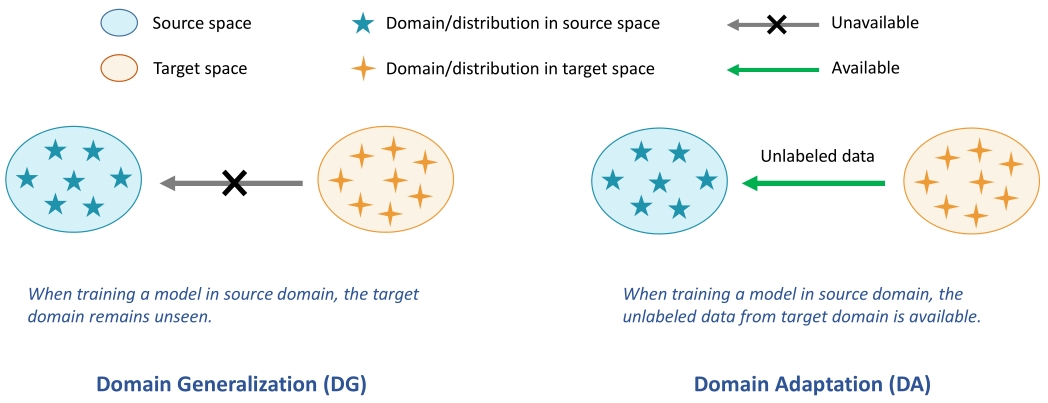 Source space
Domain/distribution in source space
Unavailable
Target space
Domain/distribution in target space
Available
Unlabeled data
When training a model in source domain, the target
domain remains unseen.
When training a model in source domain, the
unlabeled data from target domain is available.
Domain Generalization (DG)
Domain Adaptation (DA)